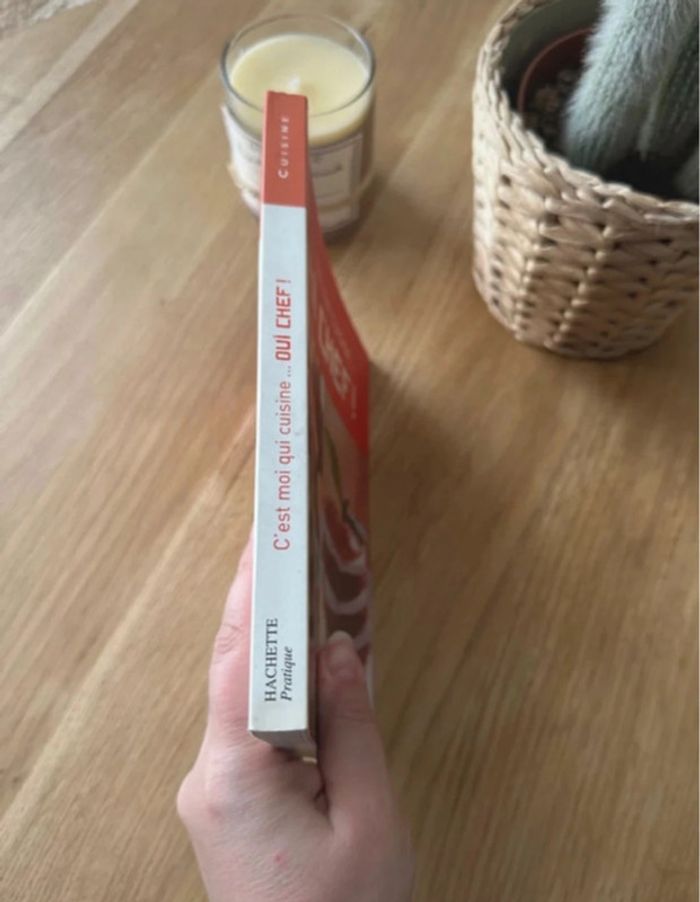 CUISINE
C'est moi qui cuisine ... OUI CHEF !
HACHETTE
Pratique